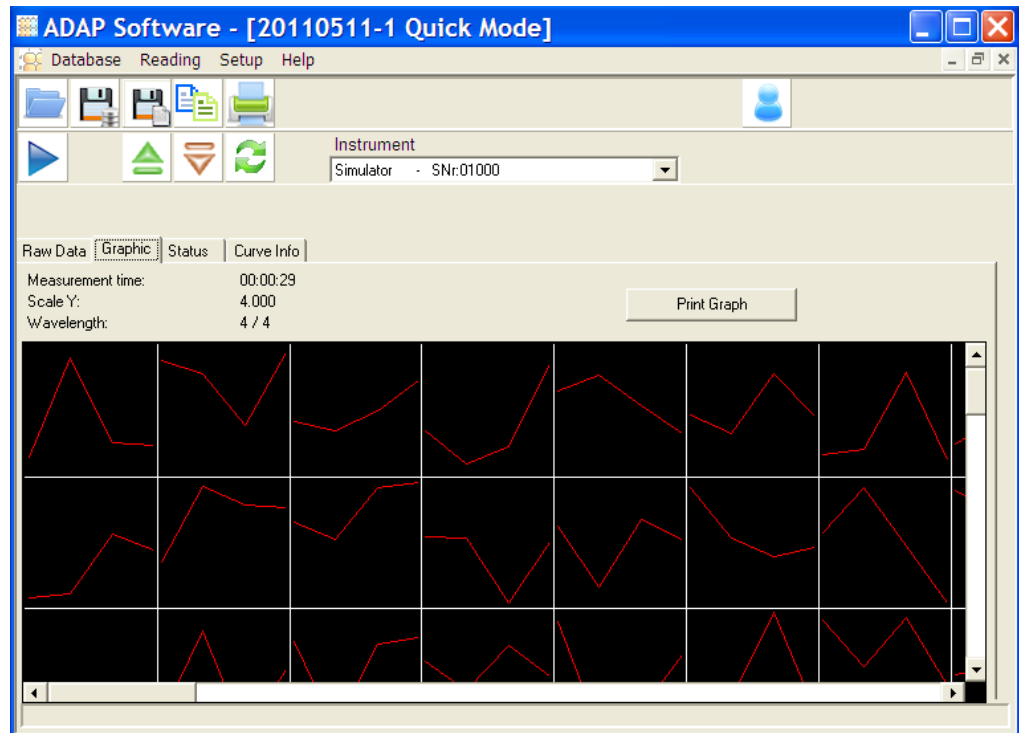 ADAP Software - [20110511-1 Quick Mode]
Database Reading Setup Help
Instrument
Simulator - SNr:01000
Raw Data Graphic Status Curve Info
Measurement time: 00:00:29
Scale Y: 4.000
Print Graph
Wavelength: 4 / 4